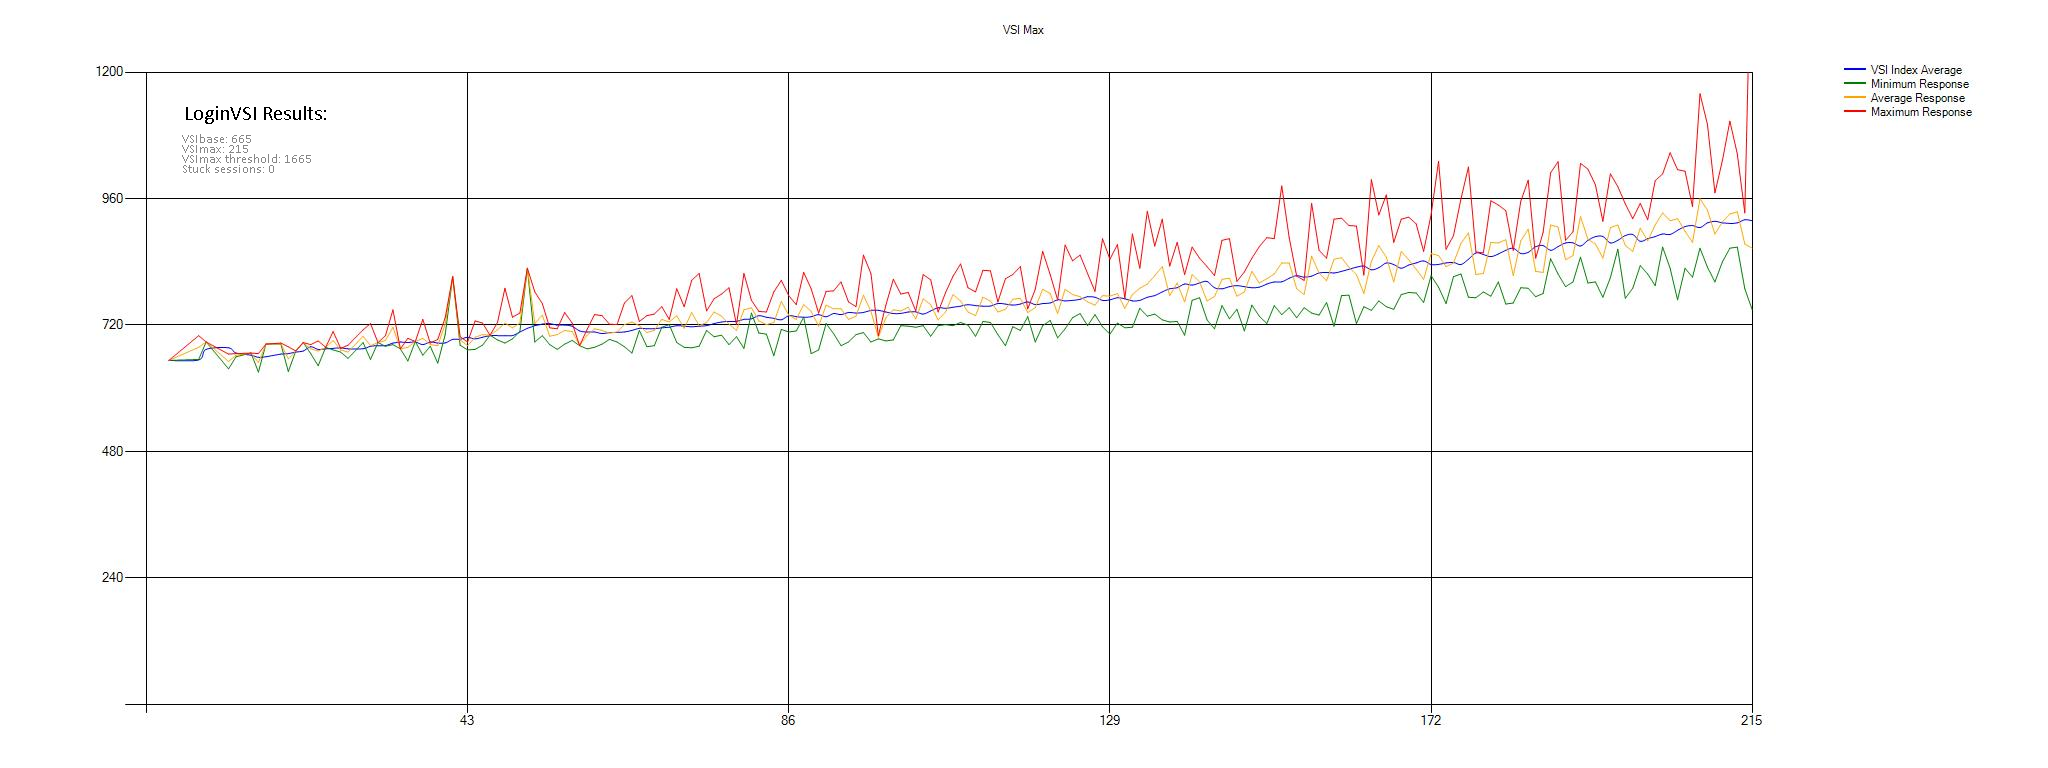 VSI Max
1200
960
720
480
240
43
86
129
172
215
LoginVSI Results:
VSIbase: 665
VSImax: 215
VSImax threshold: 1665
Stuck sessions: 0
VSI Index Average
Minimum Response
Average Response
Maximum Response